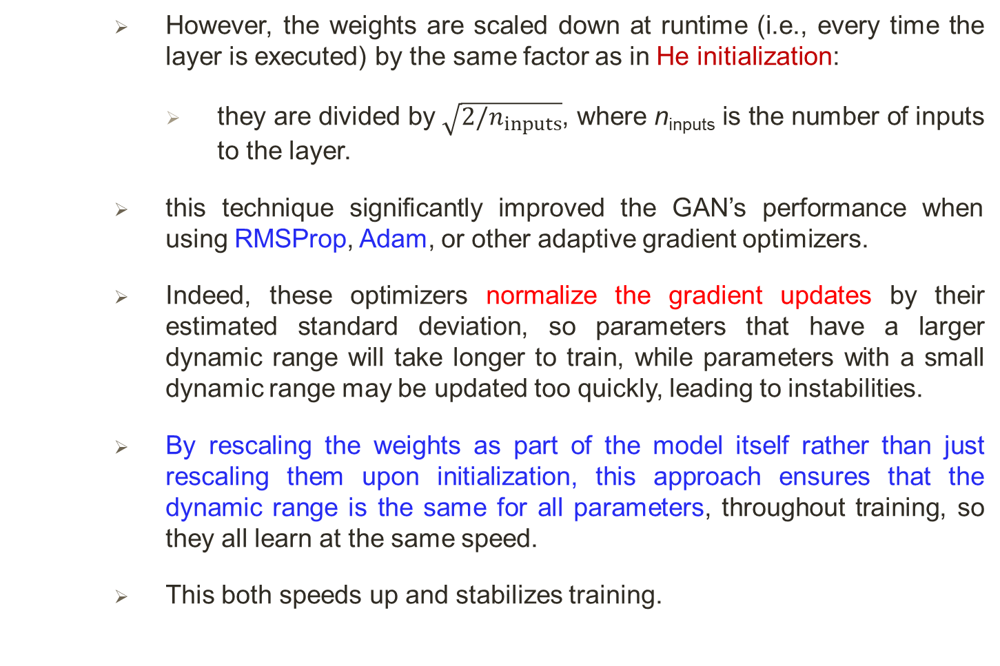 However, the weights are scaled down at runtime (i.e., every time the
layer is executed) by the same factor as in He initialization:
they are divided by √2/n_inputs, where n_inputs is the number of inputs
to the layer.
this technique significantly improved the GAN’s performance when
using RMSProp, Adam, or other adaptive gradient optimizers.
Indeed, these optimizers normalize the gradient updates by their
estimated standard deviation, so parameters that have a larger
dynamic range will take longer to train, while parameters with a small
dynamic range may be updated too quickly, leading to instabilities.
By rescaling the weights as part of the model itself rather than just
rescaling them upon initialization, this approach ensures that the
dynamic range is the same for all parameters, throughout training, so
they all learn at the same speed.
This both speeds up and stabilizes training.